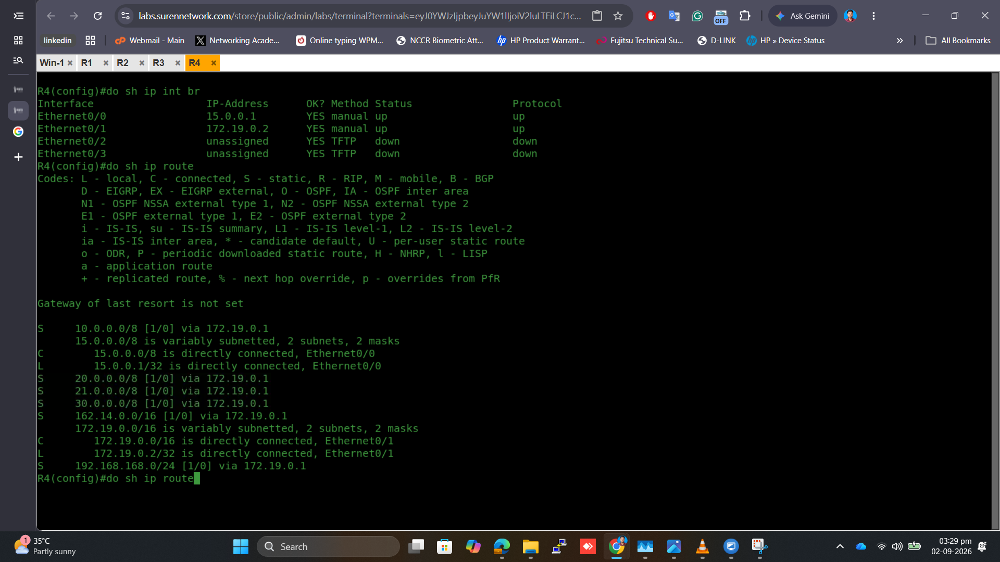 labs.surennetwork.com/store/public/admin/labs/terminal?terminals=eyJ0YWJzIjpbeyJuYW1lIjoiV2luLTEiLCJ1c...
OFF
Ask Gemini
linkedin
Webmail - Main
Networking Acade...
Online typing WPM...
NCCR Biometric Att...
HP Product Warrant...
Fujitsu Technical Su...
D-LINK
HP » Device Status
All Bookmarks
Win-1 × R1 × R2 × R3 × R4 ×
R4(config)#do sh ip int br
Interface                  IP-Address      OK? Method Status                Protocol
Ethernet0/0                15.0.0.1        YES manual up                    up
Ethernet0/1                172.19.0.2      YES manual up                    up
Ethernet0/2                unassigned      YES TFTP   down                  down
Ethernet0/3                unassigned      YES TFTP   down                  down
R4(config)#do sh ip route
Codes: L - local, C - connected, S - static, R - RIP, M - mobile, B - BGP
       D - EIGRP, EX - EIGRP external, O - OSPF, IA - OSPF inter area
       N1 - OSPF NSSA external type 1, N2 - OSPF NSSA external type 2
       E1 - OSPF external type 1, E2 - OSPF external type 2
       i - IS-IS, su - IS-IS summary, L1 - IS-IS level-1, L2 - IS-IS level-2
       ia - IS-IS inter area, * - candidate default, U - per-user static route
       o - ODR, P - periodic downloaded static route, H - NHRP, l - LISP
       a - application route
       + - replicated route, % - next hop override, p - overrides from PfR
Gateway of last resort is not set
S     10.0.0.0/8 [1/0] via 172.19.0.1
      15.0.0.0/8 is variably subnetted, 2 subnets, 2 masks
C        15.0.0.0/8 is directly connected, Ethernet0/0
L        15.0.0.1/32 is directly connected, Ethernet0/0
S     20.0.0.0/8 [1/0] via 172.19.0.1
S     21.0.0.0/8 [1/0] via 172.19.0.1
S     30.0.0.0/8 [1/0] via 172.19.0.1
S     162.14.0.0/16 [1/0] via 172.19.0.1
      172.19.0.0/16 is variably subnetted, 2 subnets, 2 masks
C        172.19.0.0/16 is directly connected, Ethernet0/1
L        172.19.0.2/32 is directly connected, Ethernet0/1
S     192.168.168.0/24 [1/0] via 172.19.0.1
R4(config)#do sh ip route
1
35°C
Partly sunny
Search
03:29 pm
02-09-2026